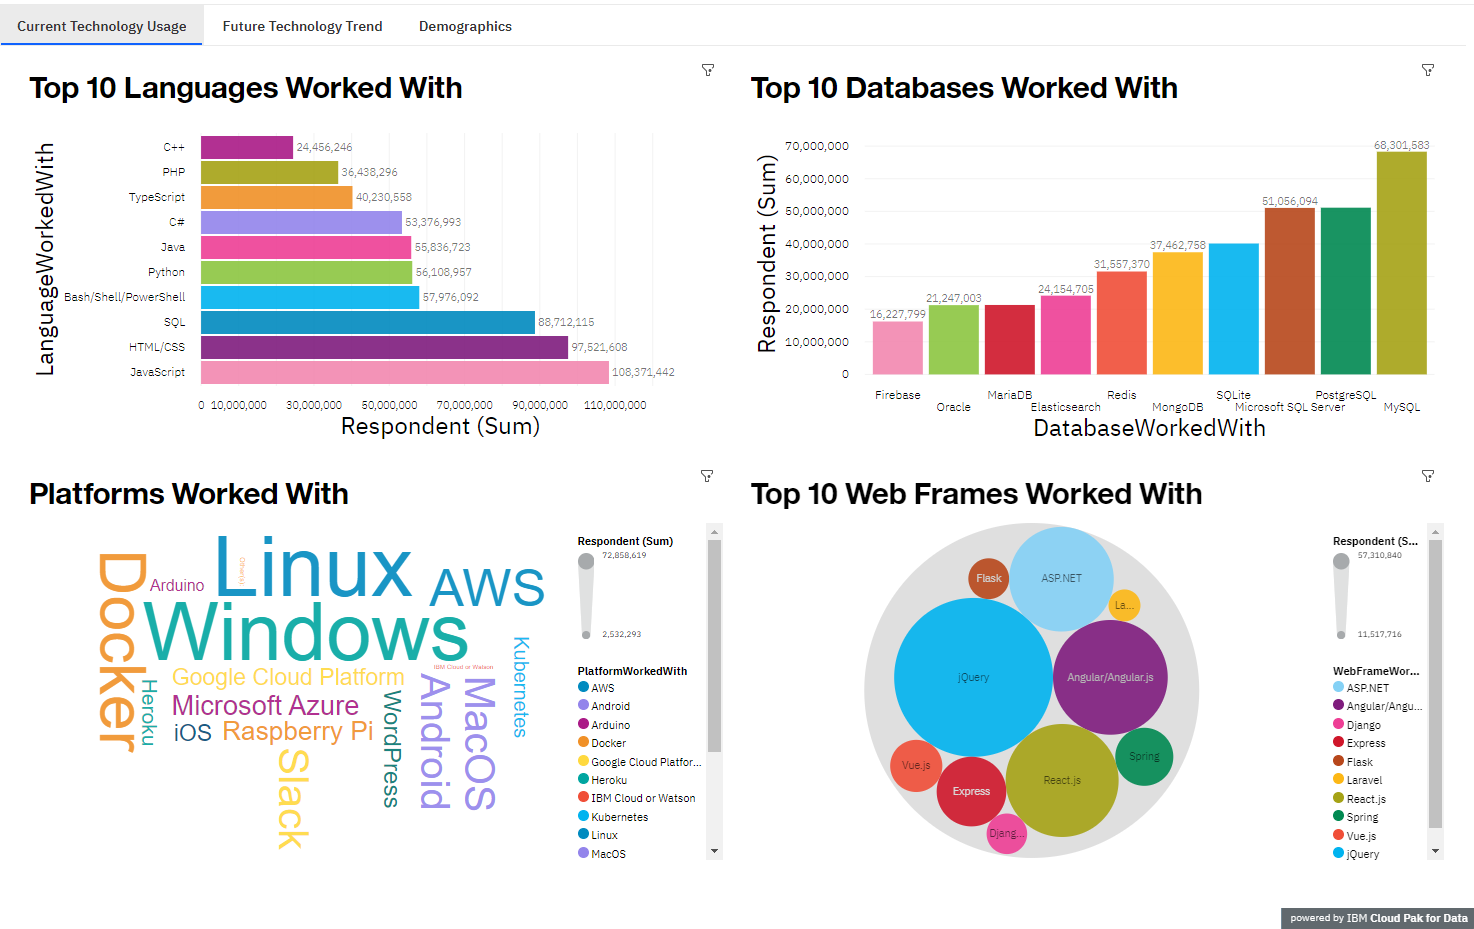 Current Technology Usage
Future Technology Trend
Demographics
Top 10 Languages Worked With
LanguageWorkedWith
C++
24,456,246
PHP
36,438,296
TypeScript
40,230,558
C#
53,376,993
Java
55,836,723
Python
56,108,957
Bash/Shell/PowerShell
57,976,092
SQL
88,712,115
HTML/CSS
97,521,608
JavaScript
108,371,442
0 10,000,000 30,000,000 50,000,000 70,000,000 90,000,000 110,000,000
Respondent (Sum)
Top 10 Databases Worked With
Respondent (Sum)
70,000,000
60,000,000
50,000,000
40,000,000
30,000,000
20,000,000
10,000,000
0
16,227,799
21,247,003
24,154,705
31,557,370
37,462,758
51,056,094
68,301,583
Firebase
Oracle
MariaDB
Elasticsearch
Redis
MongoDB
SQLite
Microsoft SQL Server
PostgreSQL
MySQL
DatabaseWorkedWith
Platforms Worked With
Docker
Arduino
Linux
AWS
Windows
Kubernetes
IBM Cloud or Watson
Google Cloud Platform
Heroku
Microsoft Azure
WordPress
Android
MacOS
iOS
Raspberry Pi
Slack
Respondent (Sum)
72,858,619
2,532,293
PlatformWorkedWith
AWS
Android
Arduino
Docker
Google Cloud Platfor...
Heroku
IBM Cloud or Watson
Kubernetes
Linux
MacOS
Top 10 Web Frames Worked With
Flask
ASP.NET
La...
jQuery
Angular/Angular.js
Spring
Vue.js
React.js
Express
Djang...
Respondent (S...
57,310,840
11,517,716
WebFrameWor...
ASP.NET
Angular/Angu...
Django
Express
Flask
Laravel
React.js
Spring
Vue.js
jQuery
powered by IBM Cloud Pak for Data